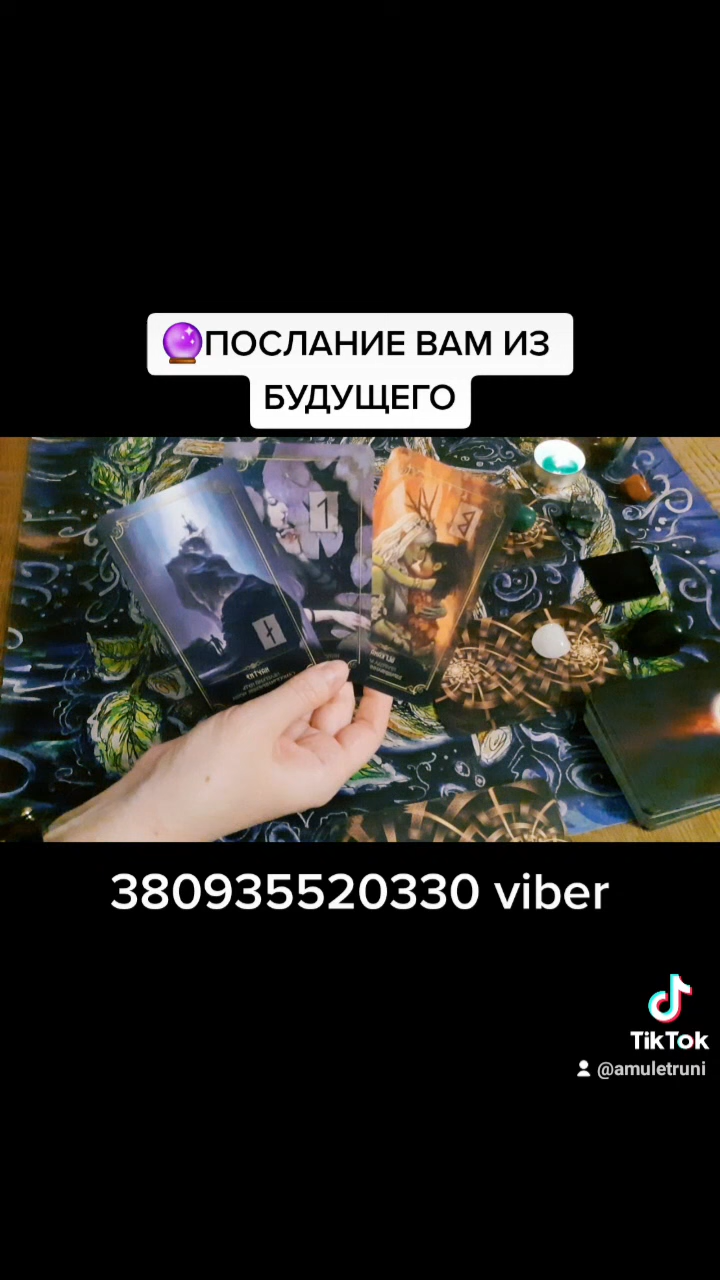 🔮ПОСЛАНИЕ ВАМ ИЗ
БУДУЩЕГО
380935520330 viber
TikTok
@amuletruni